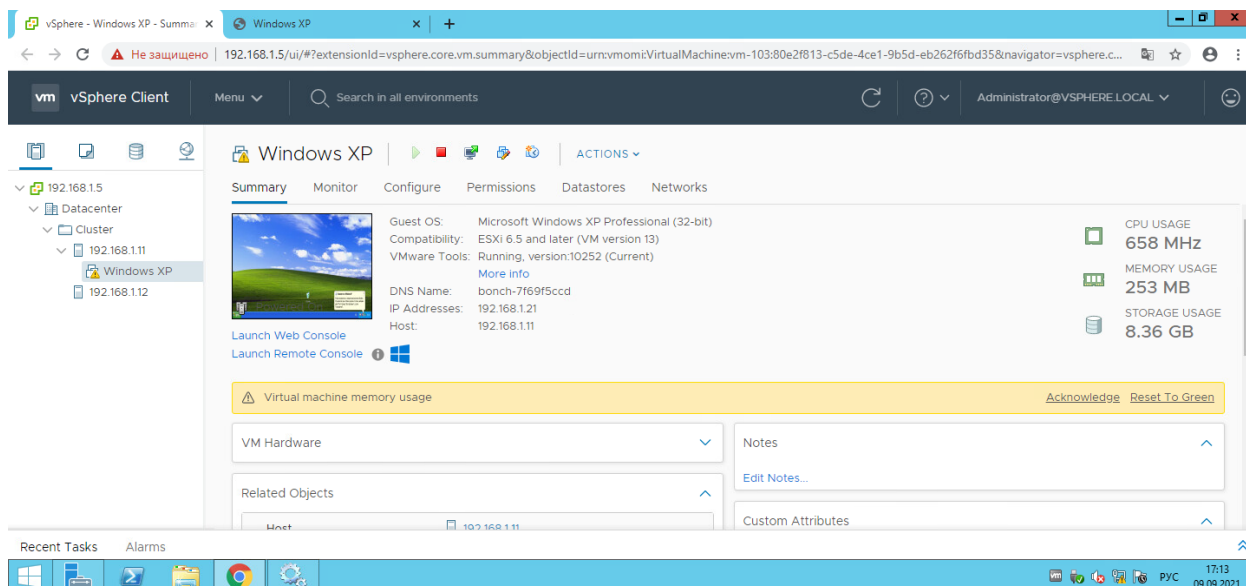 vSphere - Windows XP - Summa
Windows XP
Не защищено
192.168.1.5/ui/#?extensionId=vsphere.core.vm.summary&objectId=urn:vmomi:VirtualMachine:vm-103:80e2f813-c5de-4ce1-9b5d-eb262f6fbd35&navigator=vsphere.c...
vm vSphere Client
Menu
Search in all environments
Administrator@VSPHERE.LOCAL
Windows XP
ACTIONS
192.168.1.5
Datacenter
Cluster
192.168.1.11
Windows XP
192.168.1.12
Summary Monitor Configure Permissions Datastores Networks
Guest OS: Microsoft Windows XP Professional (32-bit)
Compatibility: ESXi 6.5 and later (VM version 13)
VMware Tools: Running, version:10252 (Current)
More info
DNS Name: bonch-7f69f5ccd
IP Addresses: 192.168.1.21
Host: 192.168.1.11
Launch Web Console
Launch Remote Console
CPU USAGE
658 MHz
MEMORY USAGE
253 MB
STORAGE USAGE
8.36 GB
Virtual machine memory usage
Acknowledge Reset To Green
VM Hardware
Related Objects
Host 192.168.1.11
Notes
Edit Notes...
Custom Attributes
Recent Tasks Alarms
РУС
17:13
09.09.2021